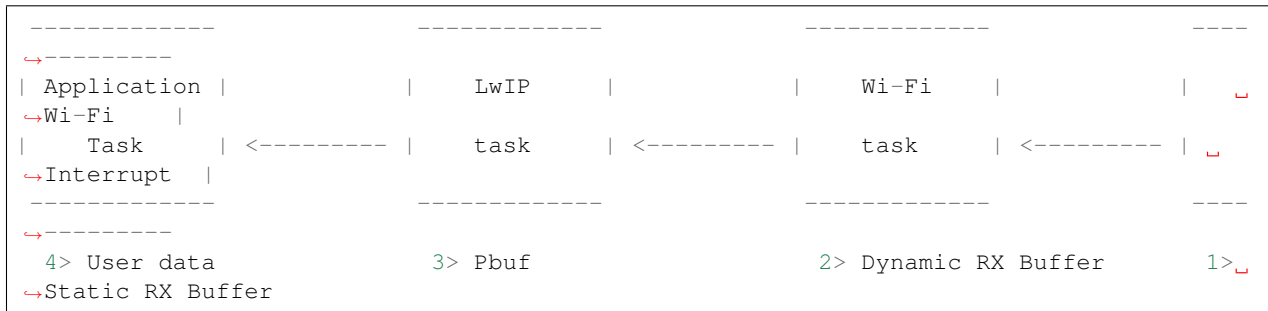 -------------              -------------              -------------              ----
↪---------
| Application |            |    LwIP     |            |    Wi-Fi    |            |   ␣
↪Wi-Fi     |
|    Task     | <--------- |    task     | <--------- |    task     | <--------- | ␣
↪Interrupt  |
 -------------              -------------              -------------              ----
↪---------
  4> User data               3> Pbuf                   2> Dynamic RX Buffer       1>␣
↪Static RX Buffer